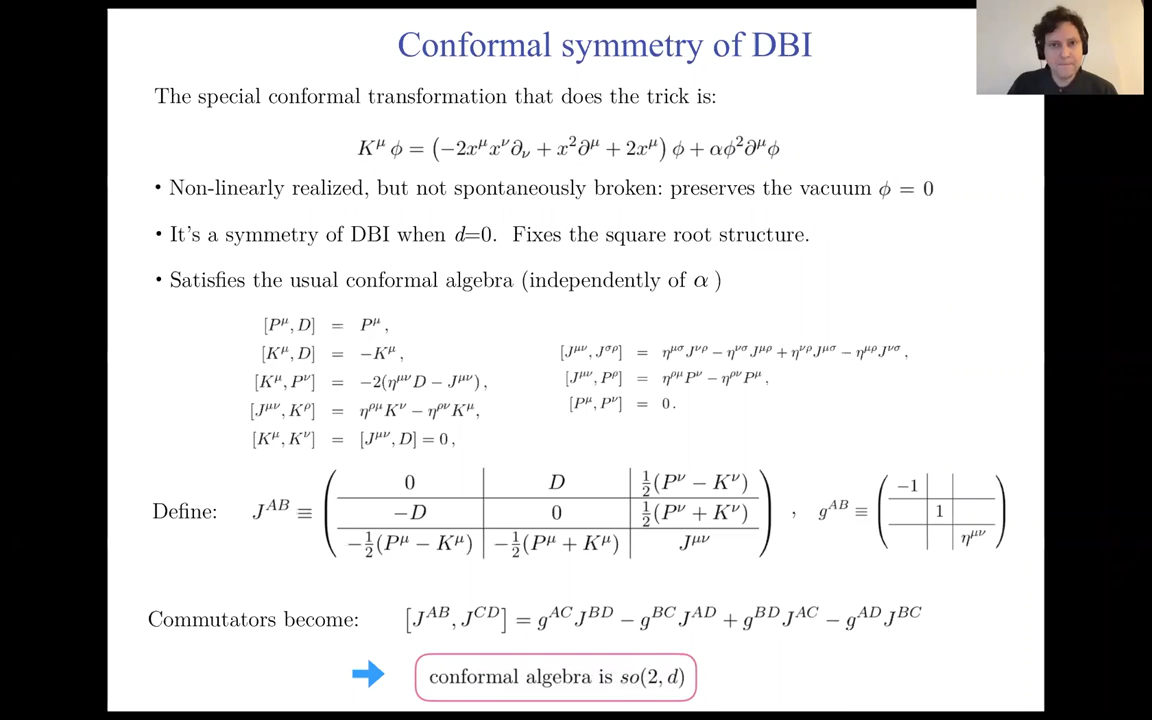 Conformal symmetry of DBI
The special conformal transformation that does the trick is:
K^μ ϕ = (−2x^μ x^ν ∂_ν + x^2 ∂^μ + 2x^μ) ϕ + αϕ^2 ∂^μ ϕ
• Non-linearly realized, but not spontaneously broken: preserves the vacuum ϕ = 0
• It's a symmetry of DBI when d=0. Fixes the square root structure.
• Satisfies the usual conformal algebra (independently of α )
[P^μ, D] = P^μ ,
[K^μ, D] = −K^μ ,
[K^μ, P^ν] = −2(η^{μν} D − J^{μν}) ,
[J^{μν}, K^ρ] = η^{ρμ} K^ν − η^{ρν} K^μ,
[K^μ, K^ν] = [J^{μν}, D] = 0 ,
[J^{μν}, J^{σρ}] = η^{μσ} J^{νρ} − η^{νσ} J^{μρ} + η^{νρ} J^{μσ} − η^{μρ} J^{νσ} ,
[J^{μν}, P^ρ] = η^{ρμ} P^ν − η^{ρν} P^μ ,
[P^μ, P^ν] = 0 .
Define: J^{AB} ≡
0 D ½(P^ν − K^ν)
−D 0 ½(P^ν + K^ν)
−½(P^μ − K^μ) −½(P^μ + K^μ) J^{μν}
, g^{AB} ≡
−1
1
η^{μν}
Commutators become: [J^{AB}, J^{CD}] = g^{AC} J^{BD} − g^{BC} J^{AD} + g^{BD} J^{AC} − g^{AD} J^{BC}
conformal algebra is so(2, d)